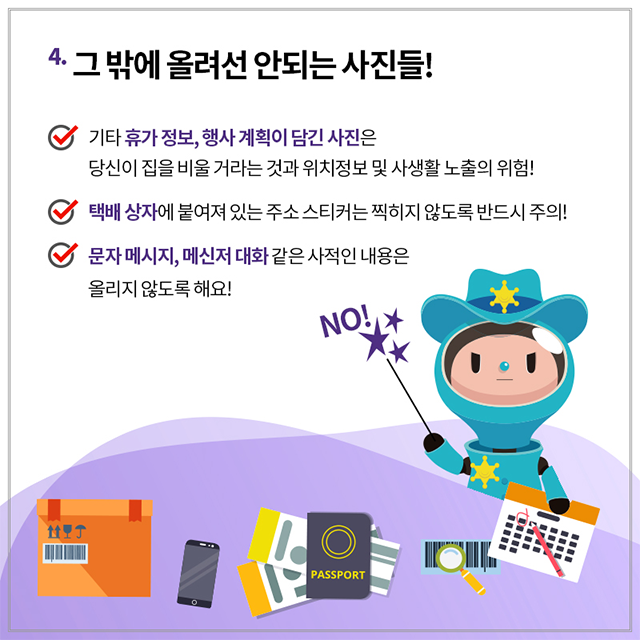 4. 그 밖에 올려선 안되는 사진들!
기타 휴가 정보, 행사 계획이 담긴 사진은
당신이 집을 비울 거라는 것과 위치정보 및 사생활 노출의 위험!
택배 상자에 붙여져 있는 주소 스티커는 찍히지 않도록 반드시 주의!
문자 메시지, 메신저 대화 같은 사적인 내용은
올리지 않도록 해요!
NO!
PASSPORT